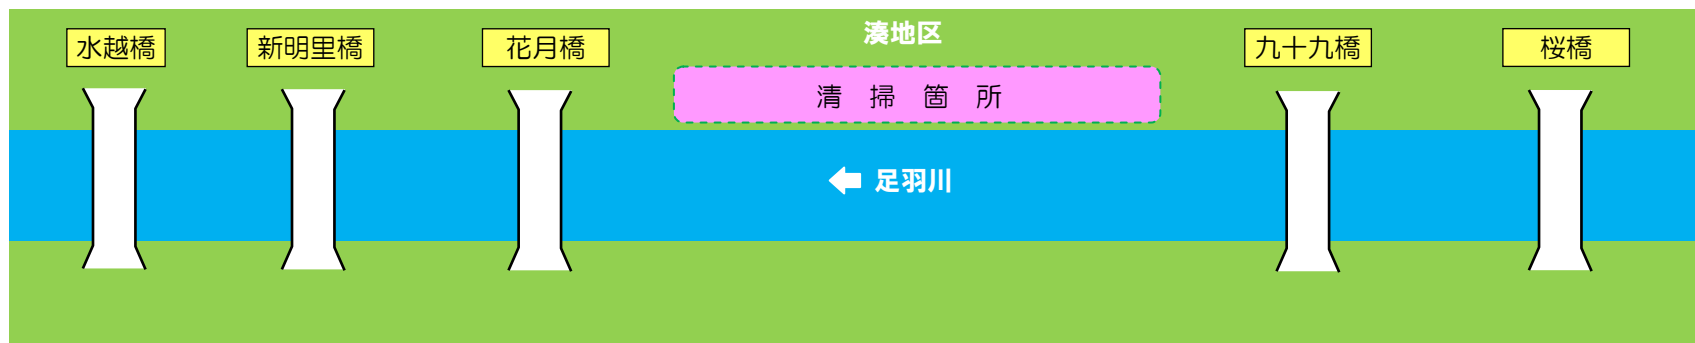 湊地区
水越橋
新明里橋
花月橋
九十九橋
桜橋
清　掃　箇　所
足羽川